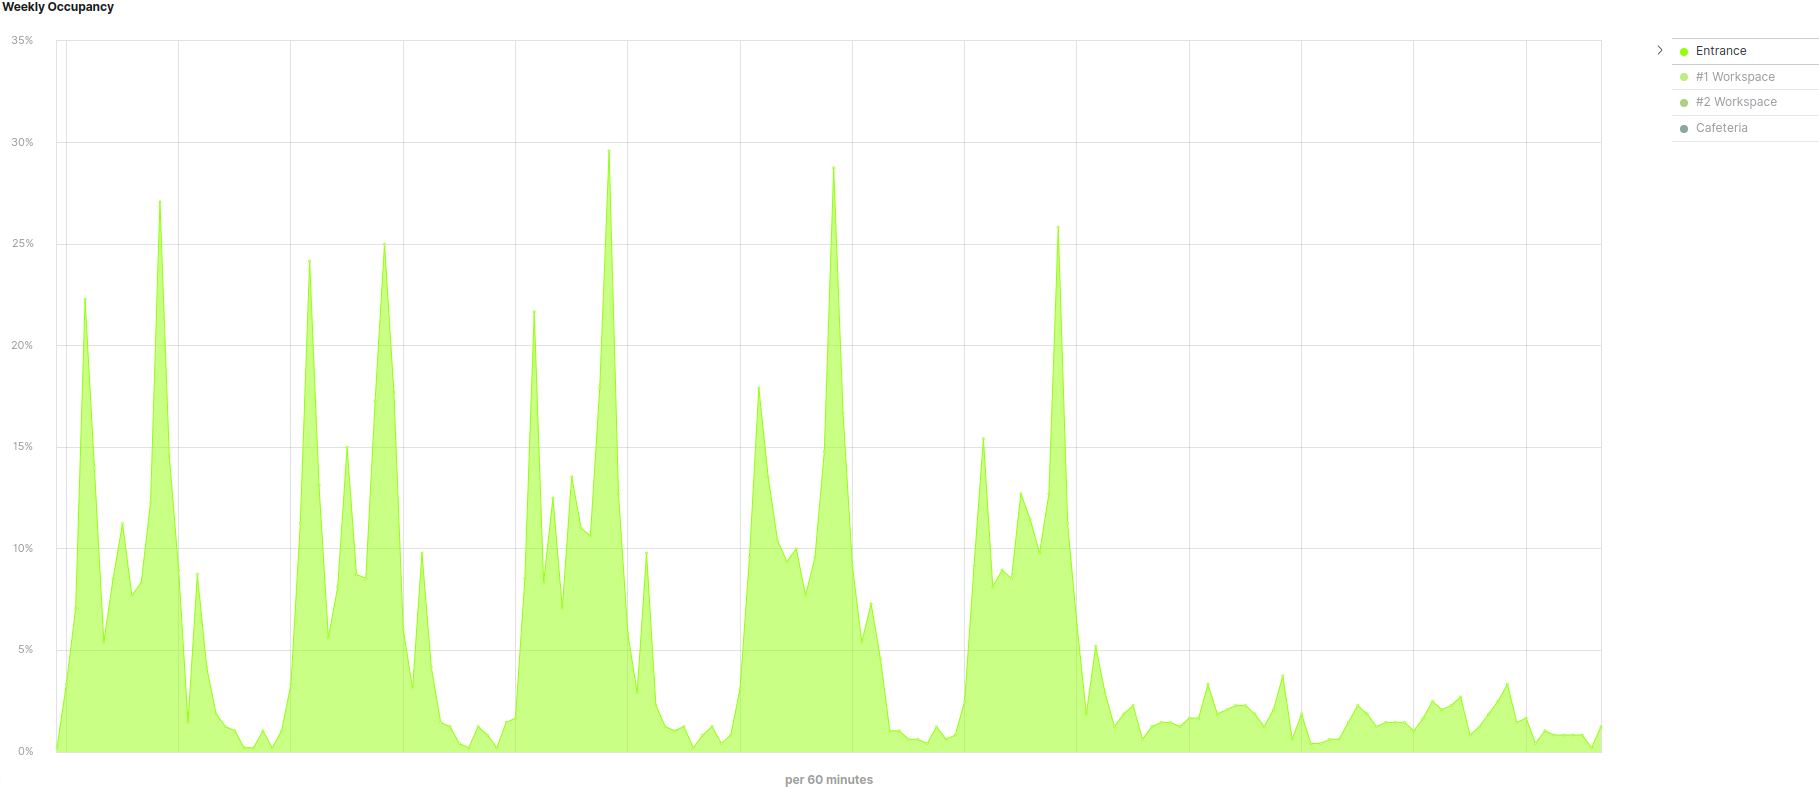 Weekly Occupancy
35%
30%
25%
20%
15%
10%
5%
0%
per 60 minutes
Entrance
#1 Workspace
#2 Workspace
Cafeteria